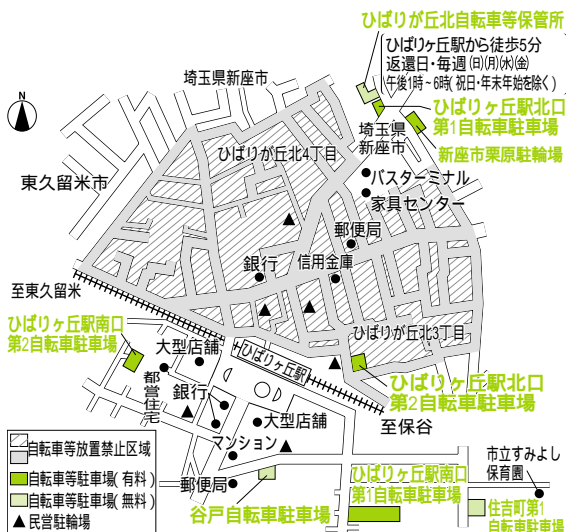 ひばりが丘北自転車等保管所
ひばりヶ丘駅から徒歩5分
返還日・毎週(日)(月)(水)(金)
午後1時~6時(祝日・年末年始を除く)
N
埼玉県新座市
ひばりヶ丘駅北口
第1自転車駐車場
埼玉県
新座市
新座市栗原駐輪場
ひばりが丘北4丁目
東久留米市
バスターミナル
家具センター
郵便局
銀行
信用金庫
至東久留米
ひばりヶ丘駅南口
第2自転車駐車場
大型店舗
ひばりヶ丘駅
ひばりが丘北3丁目
都営住宅
ひばりヶ丘駅北口
第2自転車駐車場
銀行
大型店舗
至保谷
マンション
自転車等放置禁止区域
自転車等駐車場(有料)
自転車等駐車場(無料)
民営駐輪場
郵便局
谷戸自転車駐車場
ひばりヶ丘駅南口
第1自転車駐車場
市立すみよし
保育園
住吉町第1
自転車駐車場